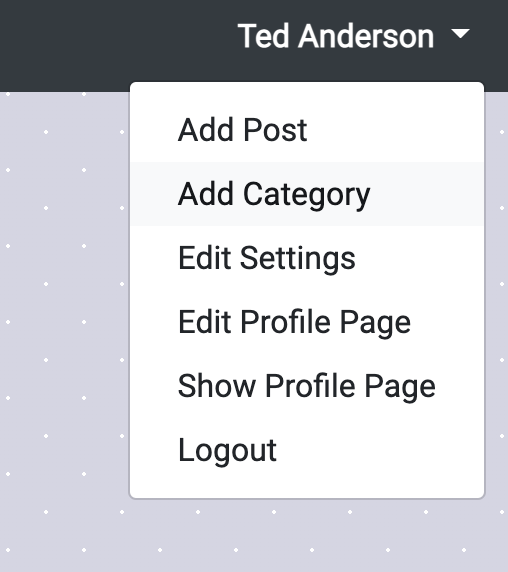 Ted Anderson
Add Post
Add Category
Edit Settings
Edit Profile Page
Show Profile Page
Logout